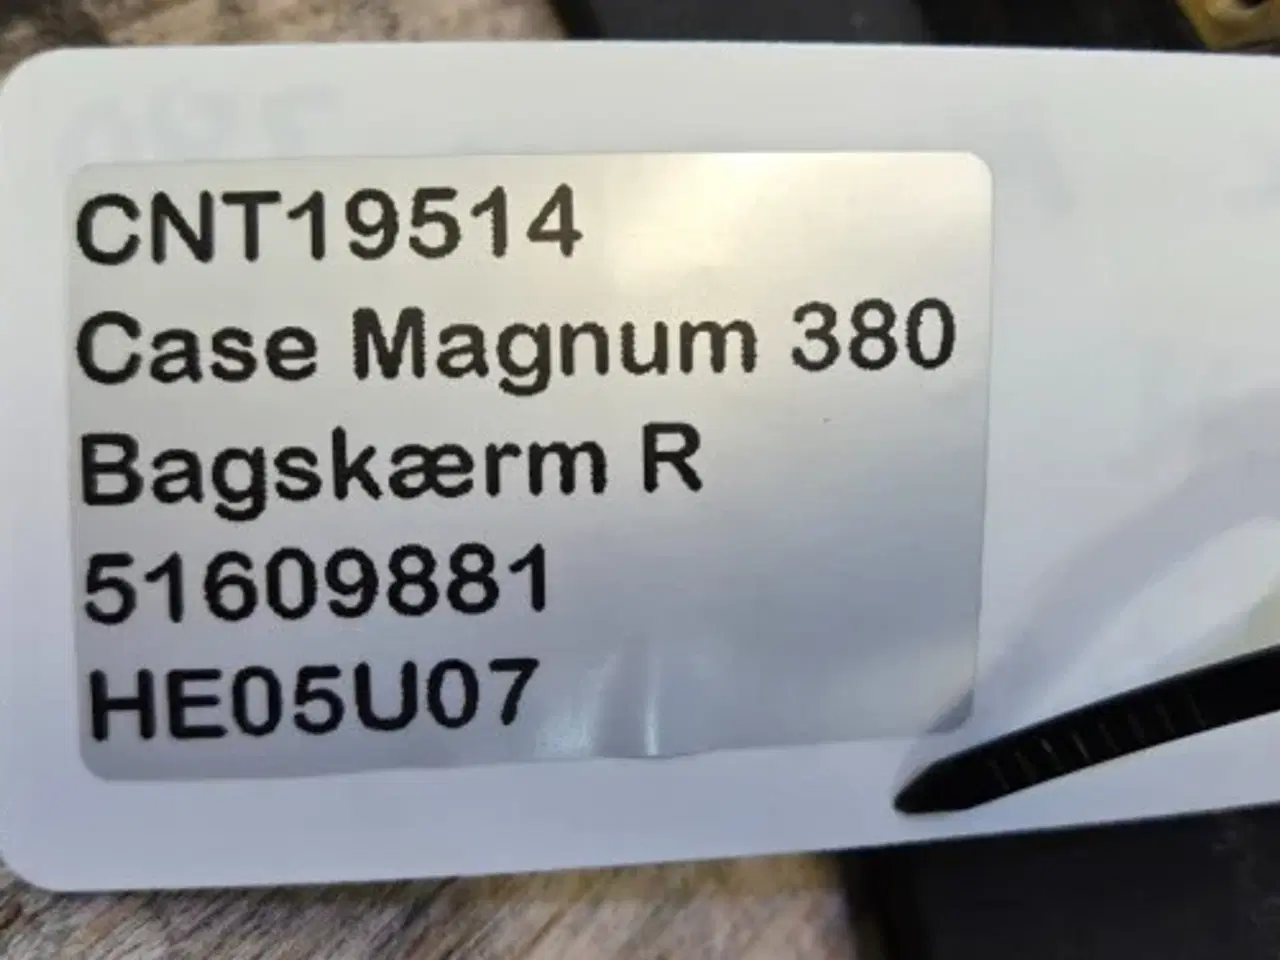 CNT19514
Case Magnum 380
Bagskærm R
51609881
HE05U07